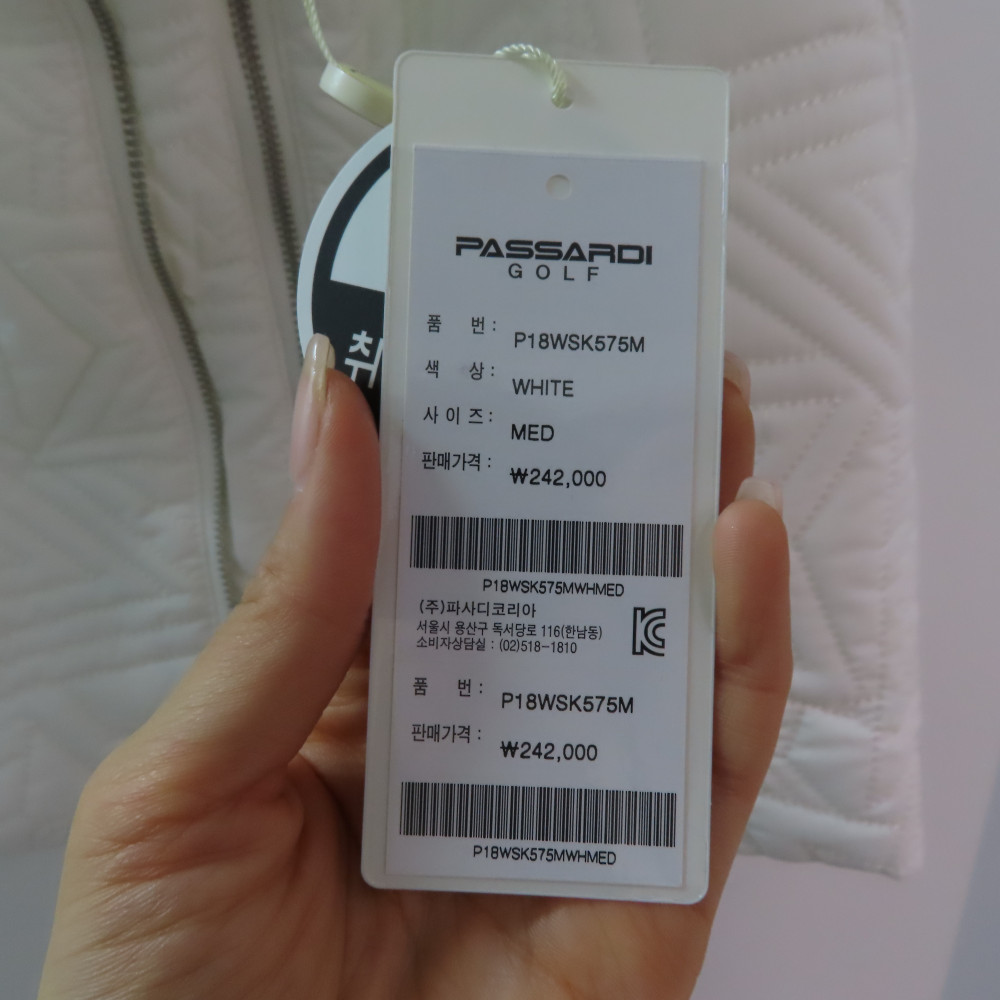 PASSARDI
GOLF
품 번 : P18WSK575M
색 상 : WHITE
사 이 즈 : MED
판매가격 : ₩242,000
P18WSK575MWHMED
(주)파사디코리아
서울시 용산구 독서당로 116(한남동)
소비자상담실 : (02)518-1810
품 번 : P18WSK575M
판매가격 : ₩242,000
P18WSK575MWHMED
취